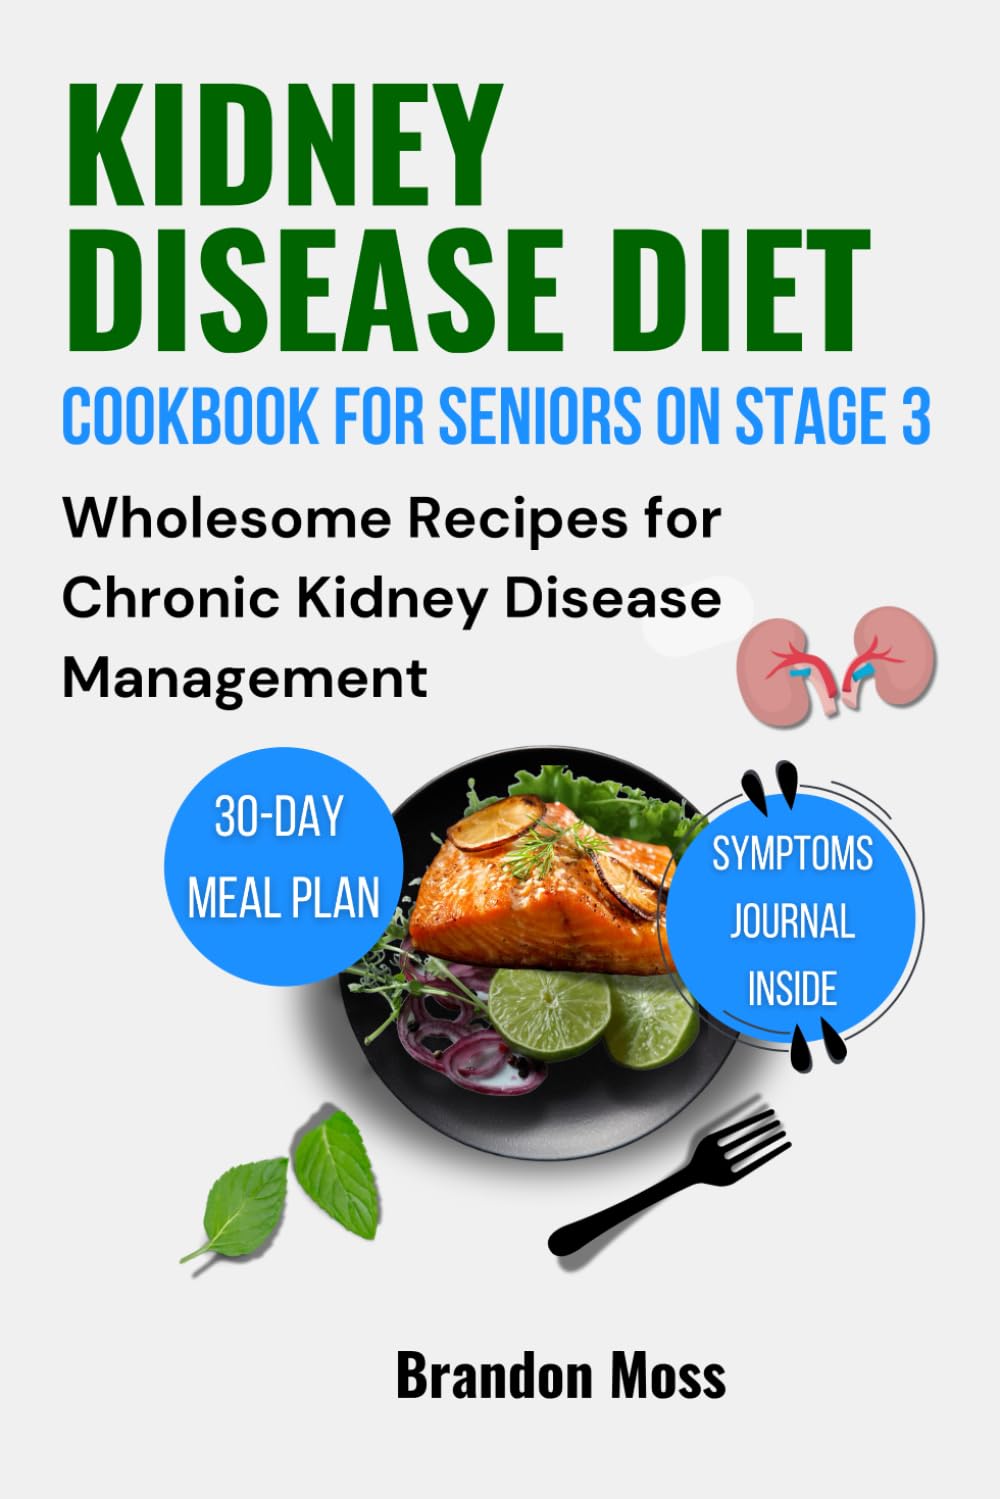 KIDNEY
DISEASE DIET
COOKBOOK FOR SENIORS ON STAGE 3
Wholesome Recipes for
Chronic Kidney Disease
Management
30-DAY
MEAL PLAN
SYMPTOMS
JOURNAL
INSIDE
Brandon Moss